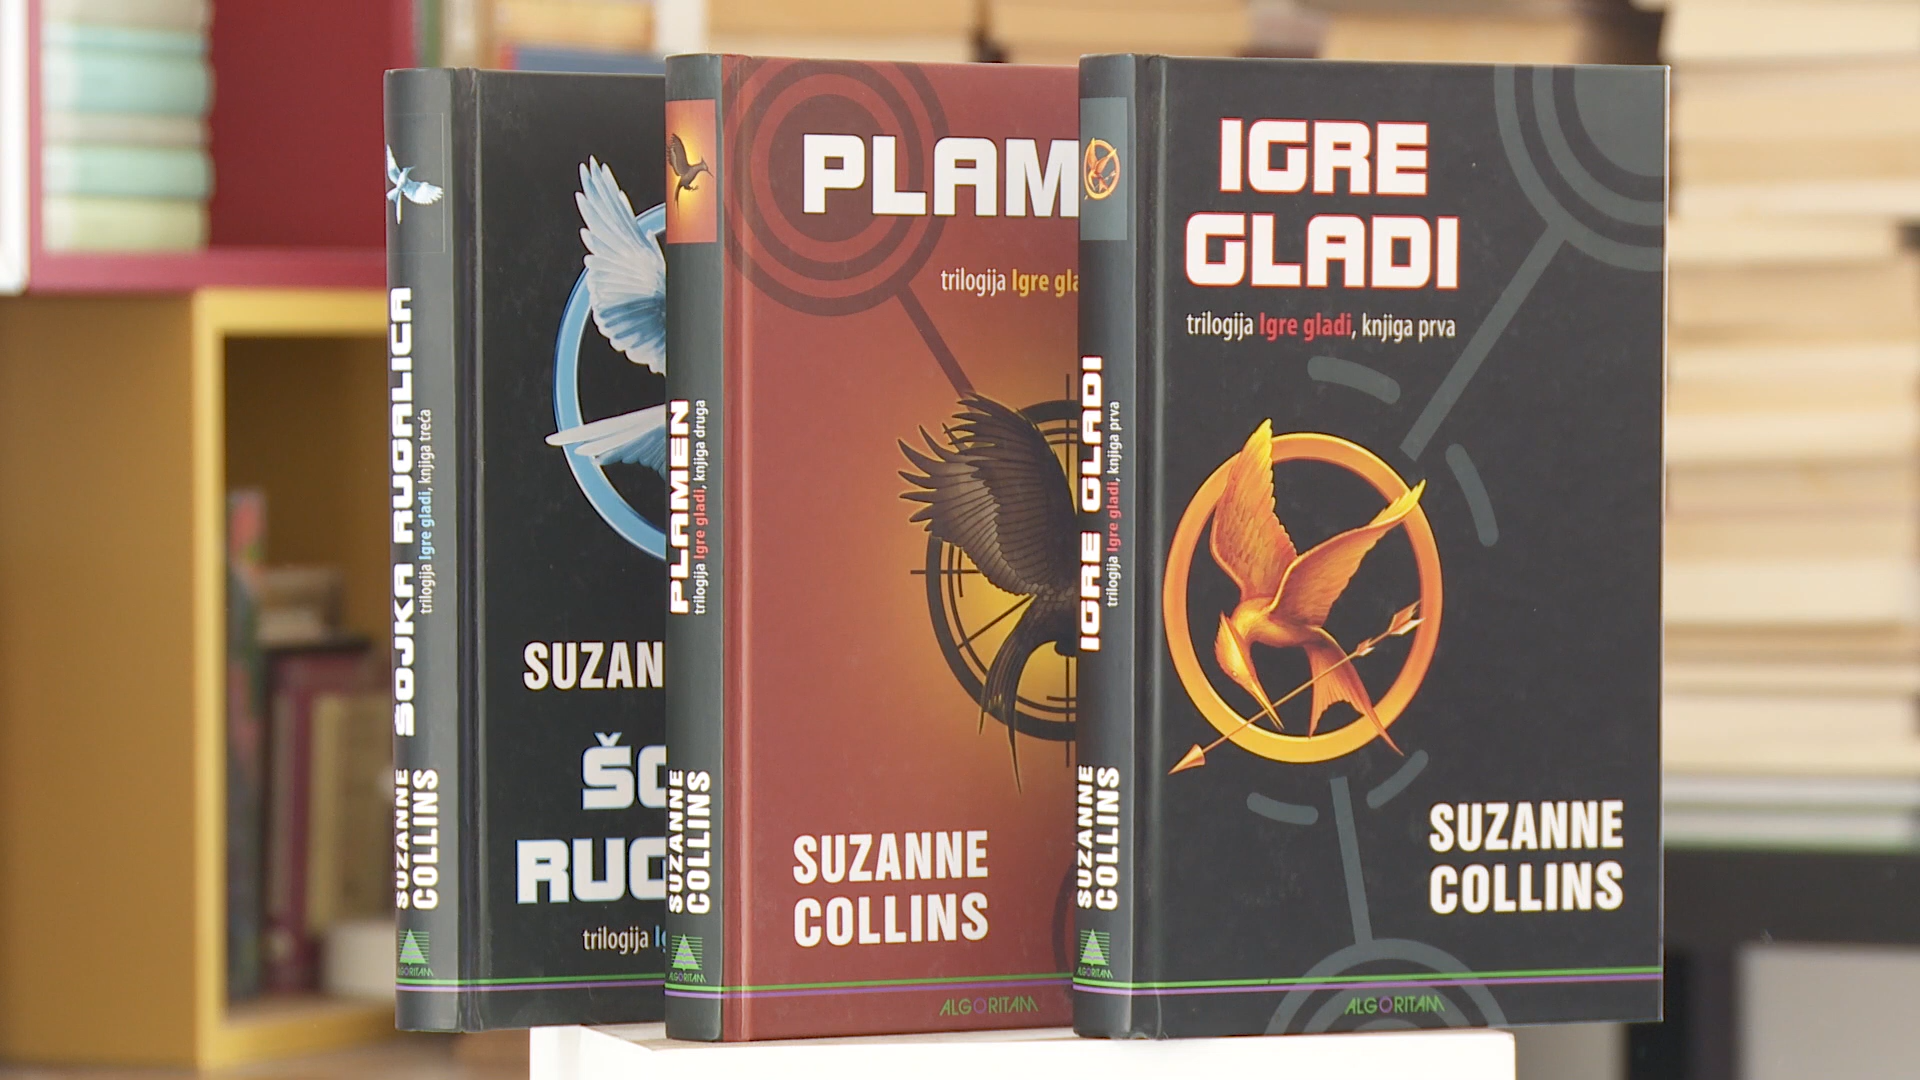 ŠOJKA RUGALICA
trilogija Igre gladi, knjiga treća
SUZANNE
COLLINS
ALGORITAM
SUZAN
ŠO
RUG
trilogija Ig
PLAMEN
trilogija Igre gladi, knjiga druga
SUZANNE
COLLINS
ALGORITAM
PLAM
trilogija Igre gla
SUZANNE
COLLINS
ALGORITAM
IGRE GLADI
trilogija Igre gladi, knjiga prva
SUZANNE
COLLINS
ALGORITAM
IGRE
GLADI
trilogija Igre gladi, knjiga prva
SUZANNE
COLLINS
ALGORITAM